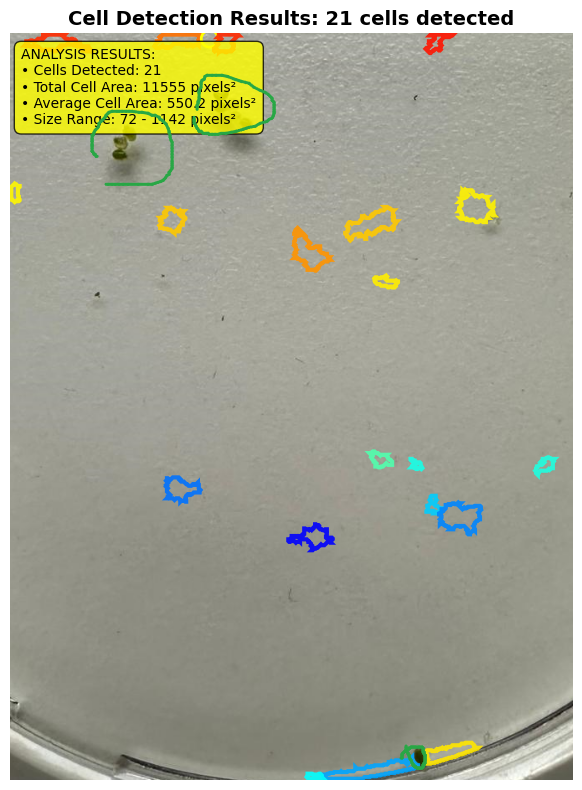 Cell Detection Results: 21 cells detected
ANALYSIS RESULTS:
• Cells Detected: 21
• Total Cell Area: 11555 pixels²
• Average Cell Area: 550.2 pixels²
• Size Range: 72 - 1142 pixels²